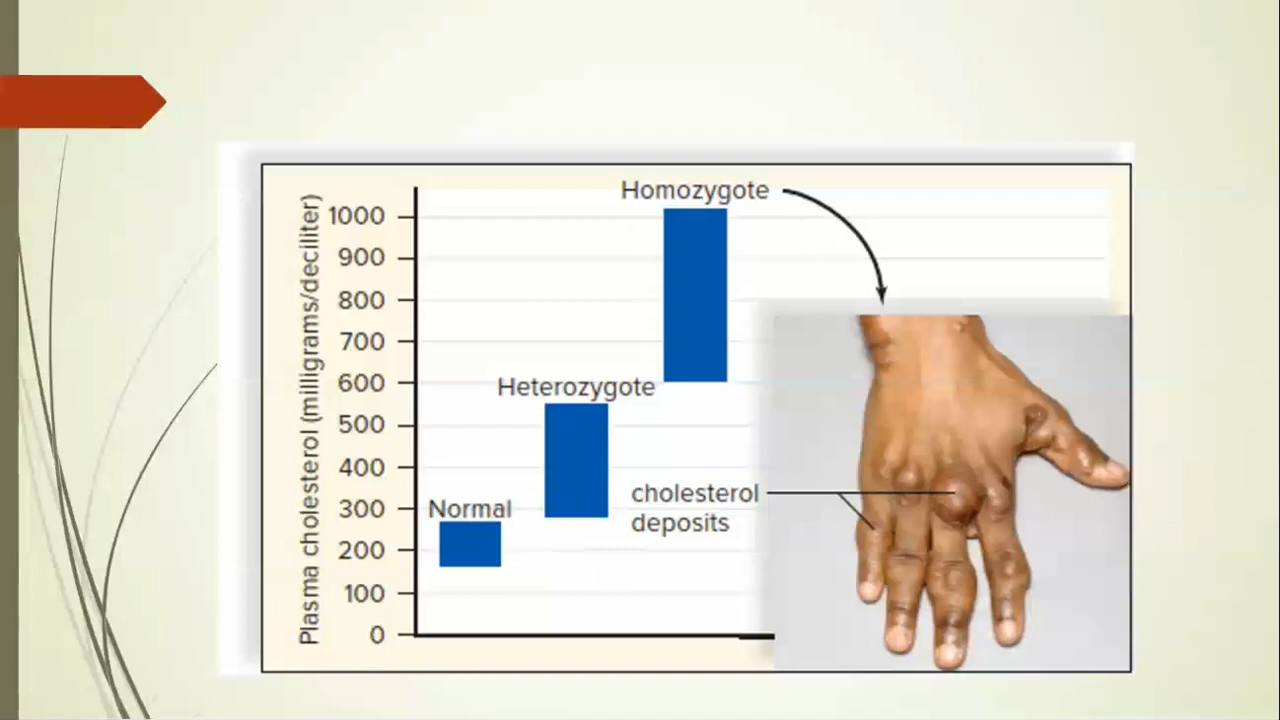 Plasma cholesterol (milligrams/deciliter)
1000
900
800
700
600
500
400
300
200
100
0
Homozygote
Heterozygote
Normal
cholesterol
deposits